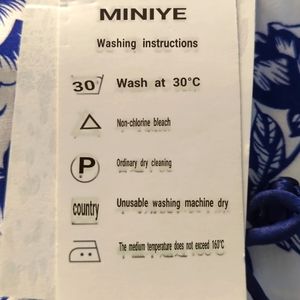 MINIYE
Washing instructions
30 Wash at 30°C
Non-chlorine bleach
P Ordinary dry cleaning
country Unusable washing machine dry
The medium temperature does not exceed 160°C